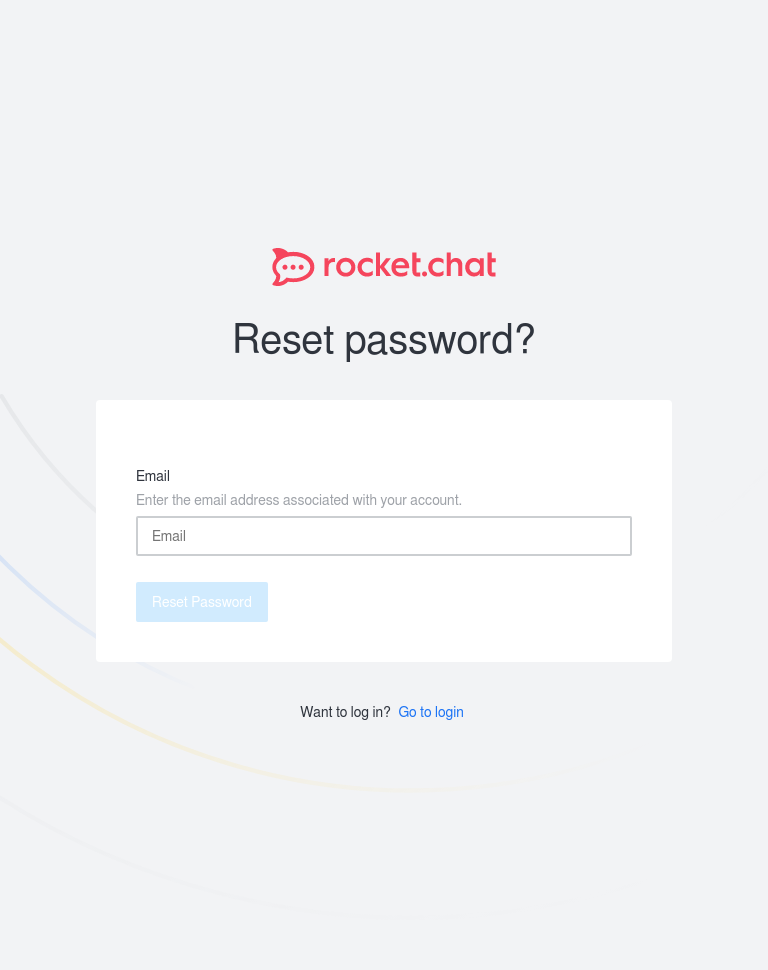 rocket.chat
Reset password?
Email
Enter the email address associated with your account.
Email
Reset Password
Want to log in? Go to login